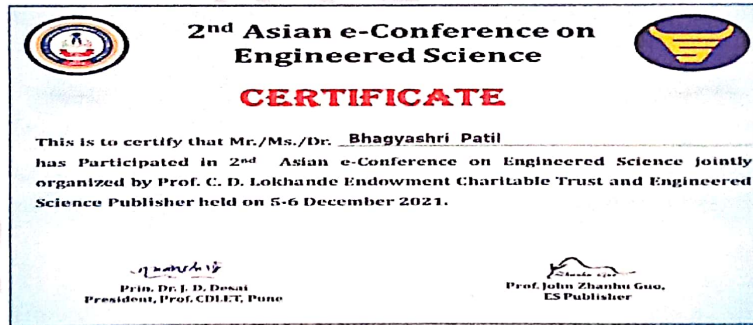 2nd Asian e-Conference on
Engineered Science
CERTIFICATE
This is to certify that Mr./Ms./Dr. Bhagyashri Patil
has Participated in 2nd Asian e-Conference on Engineered Science jointly
organized by Prof. C. D. Lokhande Endowment Charitable Trust and Engineered
Science Publisher held on 5-6 December 2021.
Prin. Dr. J. D. Desai
President, Prof. CDLET, Pune
Prof. John Zhanhu Guo,
ES Publisher